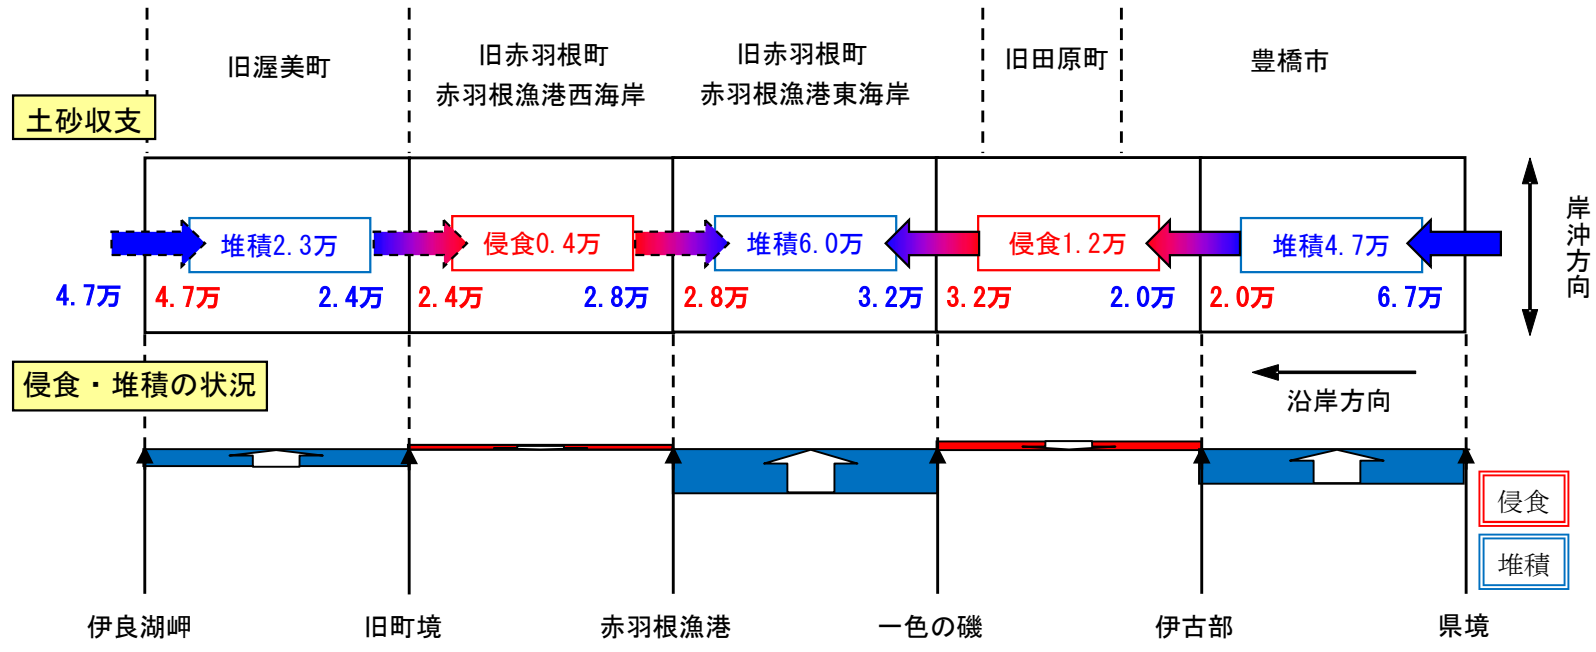 旧渥美町
旧赤羽根町
赤羽根漁港西海岸
旧赤羽根町
赤羽根漁港東海岸
旧田原町
豊橋市
土砂収支
堆積2.3万
侵食0.4万
堆積6.0万
侵食1.2万
堆積4.7万
4.7万
4.7万
2.4万
2.4万
2.8万
2.8万
3.2万
3.2万
2.0万
2.0万
6.7万
岸沖方向
侵食・堆積の状況
沿岸方向
侵食
堆積
伊良湖岬
旧町境
赤羽根漁港
一色の磯
伊古部
県境